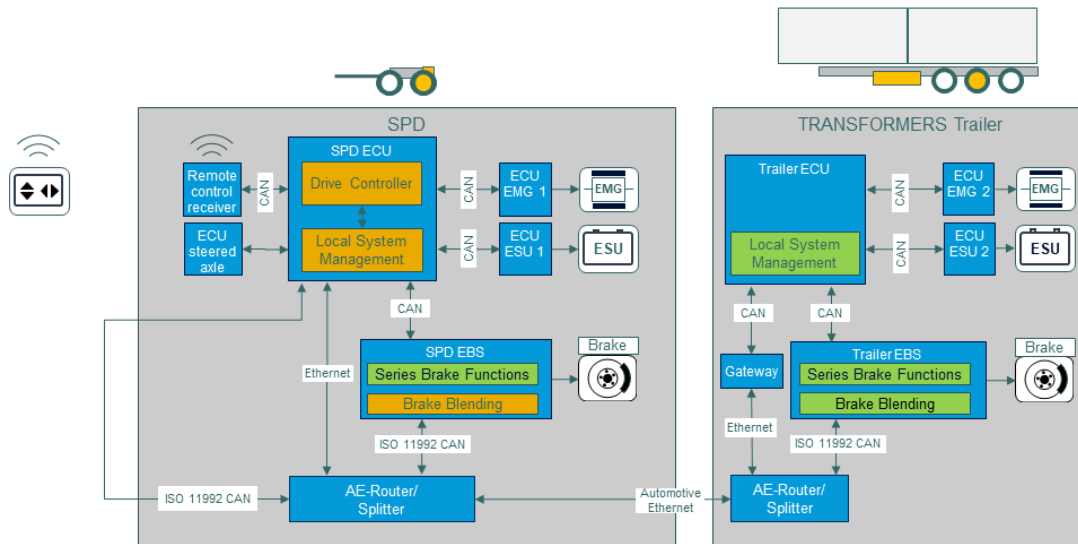 SPD
SPD ECU
Drive Controller
Local System
Management
Remote
control
receiver
CAN
ECU
steered
axle
CAN
ECU
EMG 1
EMG
CAN
ECU
ESU 1
ESU
CAN
SPD EBS
Series Brake Functions
Brake Blending
Brake
Ethernet
ISO 11992 CAN
ISO 11992 CAN
AE-Router/
Splitter
Automotive
Ethernet
TRANSFORMERS Trailer
Trailer ECU
Local System
Management
CAN
ECU
EMG 2
EMG
CAN
ECU
ESU 2
ESU
CAN
CAN
Gateway
Trailer EBS
Series Brake Functions
Brake Blending
Brake
Ethernet
ISO 11992 CAN
AE-Router/
Splitter